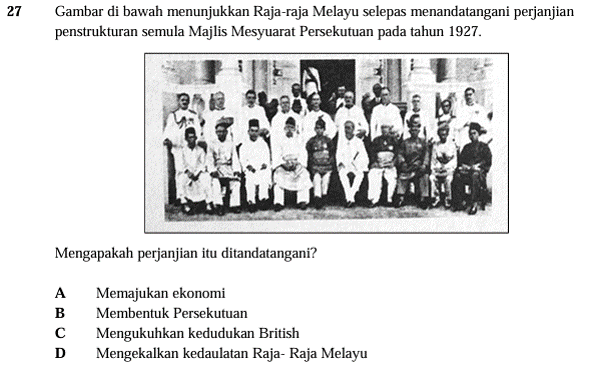 27 Gambar di bawah menunjukkan Raja-raja Melayu selepas menandatangani perjanjian
penstrukturan semula Majlis Mesyuarat Persekutuan pada tahun 1927.
Mengapakah perjanjian itu ditandatangani?
A Memajukan ekonomi
B Membentuk Persekutuan
C Mengukuhkan kedudukan British
D Mengekalkan kedaulatan Raja- Raja Melayu